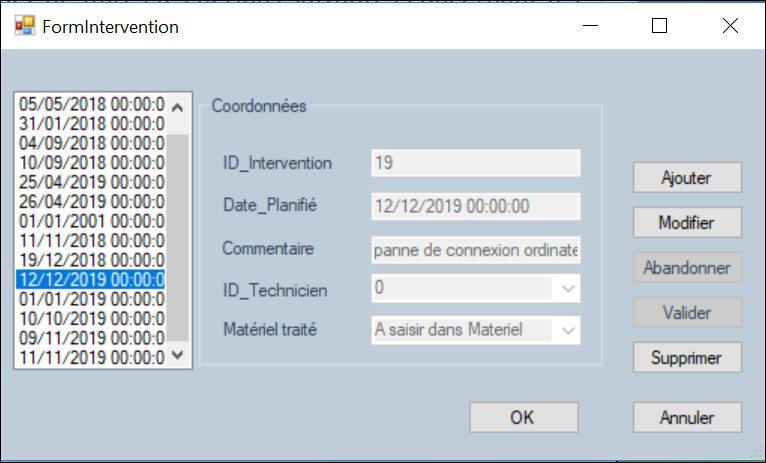 FormIntervention
05/05/2018 00:00:0
31/01/2018 00:00:0
04/09/2018 00:00:0
10/09/2018 00:00:0
25/04/2019 00:00:0
26/04/2019 00:00:0
01/01/2001 00:00:0
11/11/2018 00:00:0
19/12/2018 00:00:0
12/12/2019 00:00:0
01/01/2019 00:00:0
10/10/2019 00:00:0
09/11/2019 00:00:0
11/11/2019 00:00:0
Coordonnées
ID_Intervention 19
Date_Planifié 12/12/2019 00:00:00
Commentaire panne de connexion ordinate
ID_Technicien 0
Matériel traité A saisir dans Materiel
Ajouter
Modifier
Abandonner
Valider
Supprimer
OK
Annuler